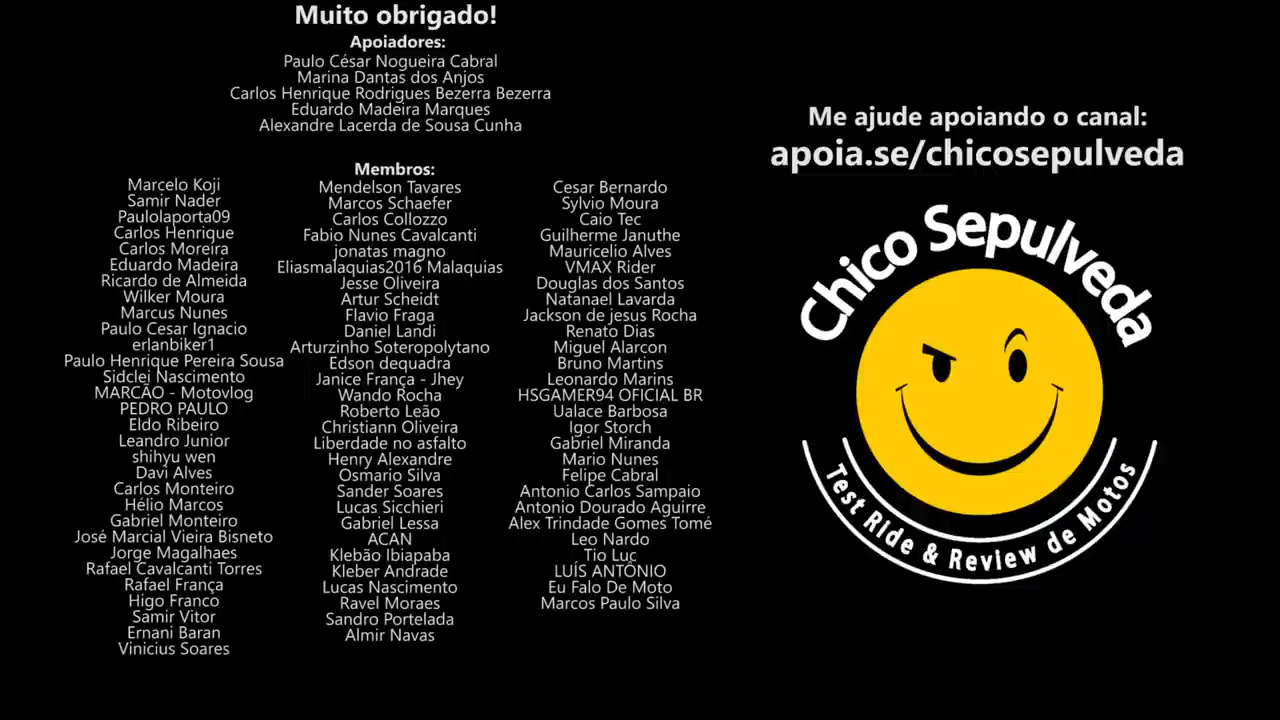 Muito obrigado!
Apoiadores:
Paulo César Nogueira Cabral
Marina Dantas dos Anjos
Carlos Henrique Rodrigues Bezerra Bezerra
Eduardo Madeira Marques
Alexandre Lacerda de Sousa Cunha
Membros:
Marcelo Koji
Samir Nader
Paulolaporta09
Carlos Henrique
Carlos Moreira
Eduardo Madeira
Ricardo de Almeida
Wilker Moura
Marcus Nunes
Paulo Cesar Ignacio
erlanbiker1
Paulo Henrique Pereira Sousa
Sidclei Nascimento
MARCÃO - Motovlog
PEDRO PAULO
Eldo Ribeiro
Leandro Junior
shihyu wen
Davi Alves
Carlos Monteiro
Hélio Marcos
Gabriel Monteiro
José Marcial Vieira Bisneto
Jorge Magalhaes
Rafael Cavalcanti Torres
Rafael França
Higo Franco
Samir Vitor
Ernani Baran
Vinicius Soares
Mendelson Tavares
Marcos Schaefer
Carlos Collozzo
Fabio Nunes Cavalcanti
jonatas magno
Eliasmalaquias2016 Malaquias
Jesse Oliveira
Artur Scheidt
Flavio Fraga
Daniel Landi
Arturzinho Soteropolytano
Edson dequadra
Janice França - Jhey
Wando Rocha
Roberto Leão
Christiann Oliveira
Liberdade no asfalto
Henry Alexandre
Osmario Silva
Sander Soares
Lucas Sicchieri
Gabriel Lessa
ACAN
Klebão Ibiapaba
Kleber Andrade
Lucas Nascimento
Ravel Moraes
Sandro Portelada
Almir Navas
Cesar Bernardo
Sylvio Moura
Caio Tec
Guilherme Januthe
Mauricelio Alves
VMAX Rider
Douglas dos Santos
Natanael Lavarda
Jackson de jesus Rocha
Renato Dias
Miguel Alarcon
Bruno Martins
Leonardo Marins
HSGAMER94 OFICIAL BR
Ualace Barbosa
Igor Storch
Gabriel Miranda
Mario Nunes
Felipe Cabral
Antonio Carlos Sampaio
Antonio Dourado Aguirre
Alex Trindade Gomes Tomé
Leo Nardo
Tio Luc
LUÍS ANTÔNIO
Eu Falo De Moto
Marcos Paulo Silva
Me ajude apoiando o canal:
apoia.se/chicosepulveda
Chico Sepulveda
Test Ride & Review de Motos